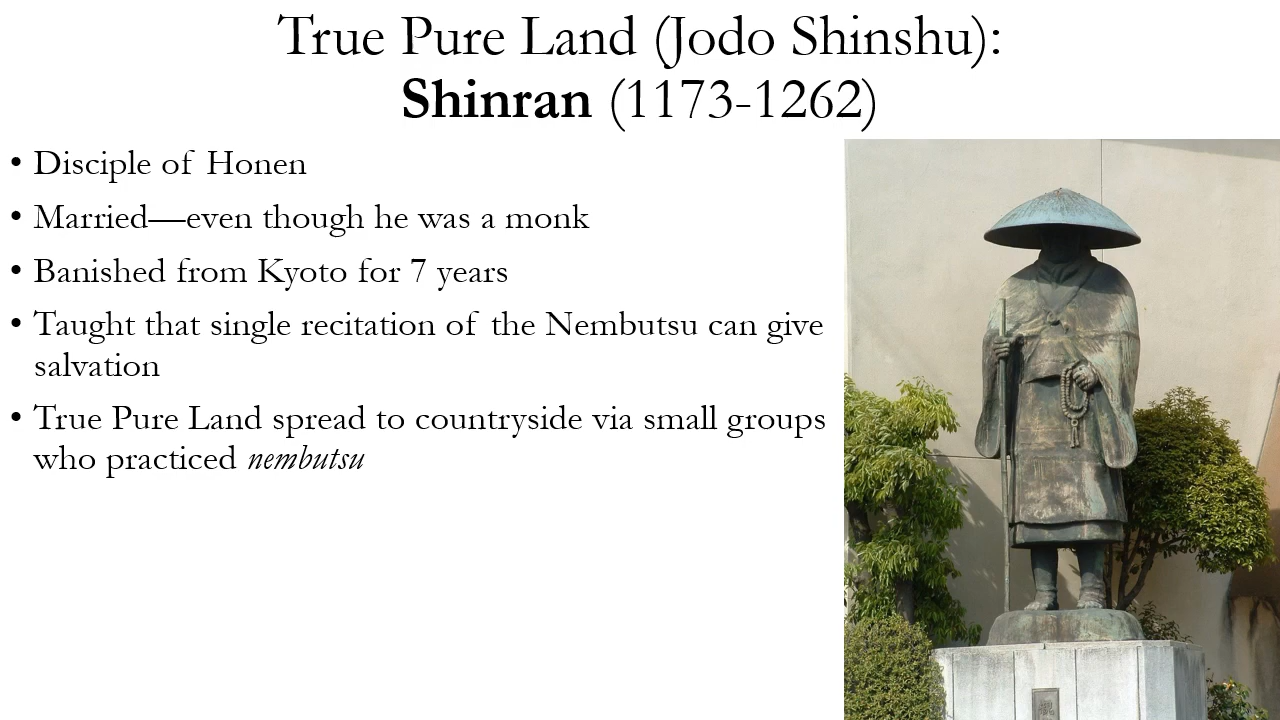 True Pure Land (Jodo Shinshu):
Shinran (1173-1262)
• Disciple of Honen
• Married—even though he was a monk
• Banished from Kyoto for 7 years
• Taught that single recitation of the Nembutsu can give
salvation
• True Pure Land spread to countryside via small groups
who practiced nembutsu